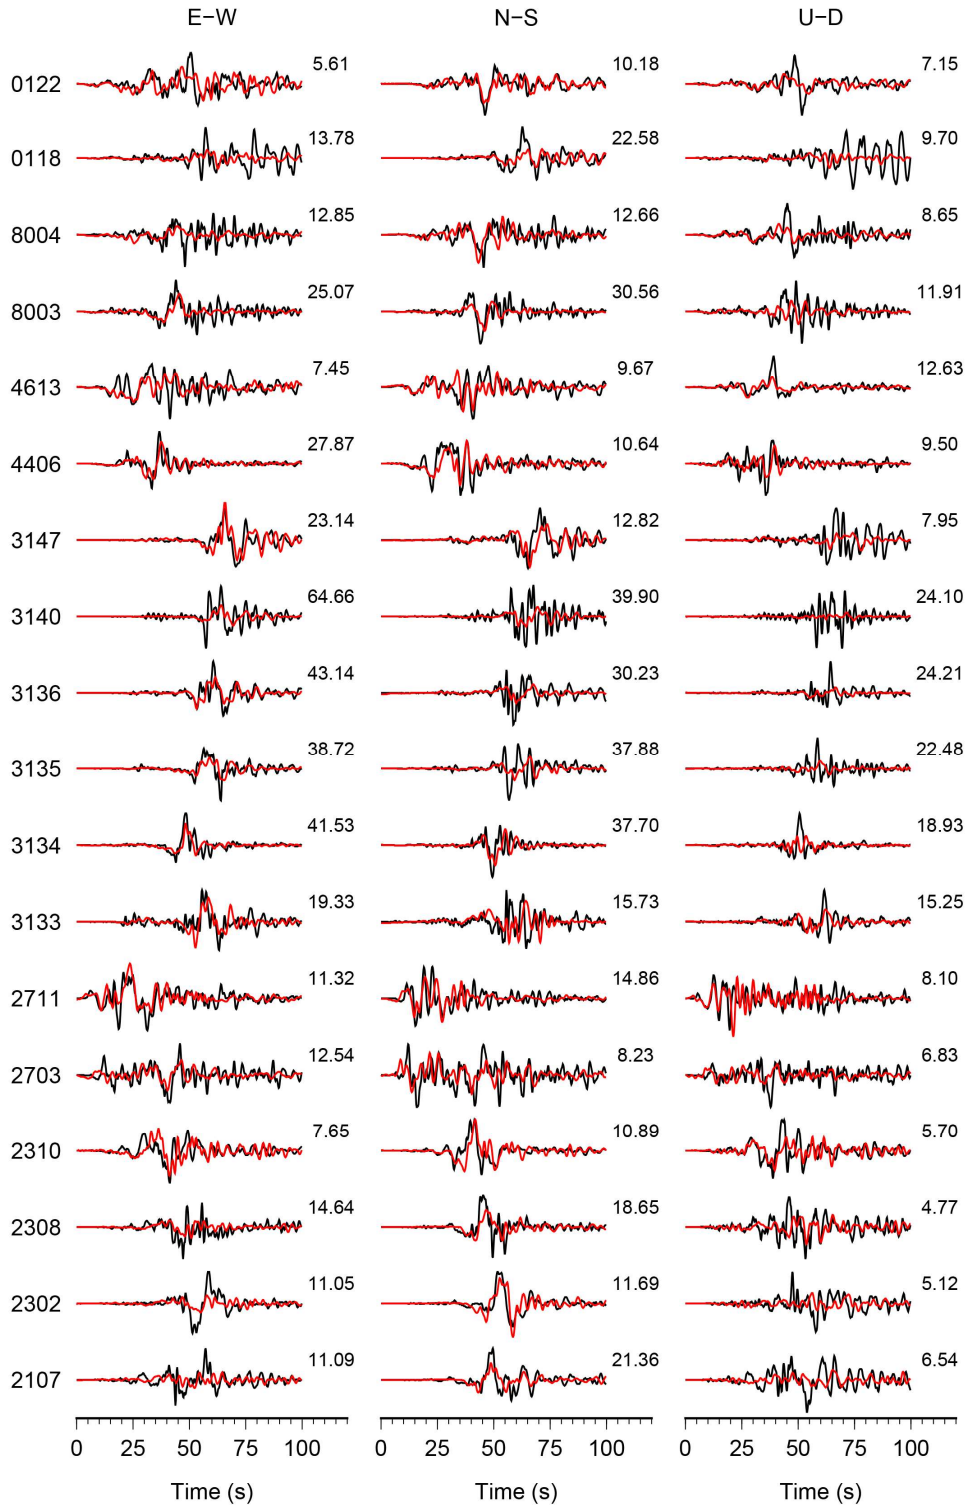 E−W N−S U−D
0122 5.61 10.18 7.15
0118 13.78 22.58 9.70
8004 12.85 12.66 8.65
8003 25.07 30.56 11.91
4613 7.45 9.67 12.63
4406 27.87 10.64 9.50
3147 23.14 12.82 7.95
3140 64.66 39.90 24.10
3136 43.14 30.23 24.21
3135 38.72 37.88 22.48
3134 41.53 37.70 18.93
3133 19.33 15.73 15.25
2711 11.32 14.86 8.10
2703 12.54 8.23 6.83
2310 7.65 10.89 5.70
2308 14.64 18.65 4.77
2302 11.05 11.69 5.12
2107 11.09 21.36 6.54
0 25 50 75 100 0 25 50 75 100 0 25 50 75 100
Time (s) Time (s) Time (s)